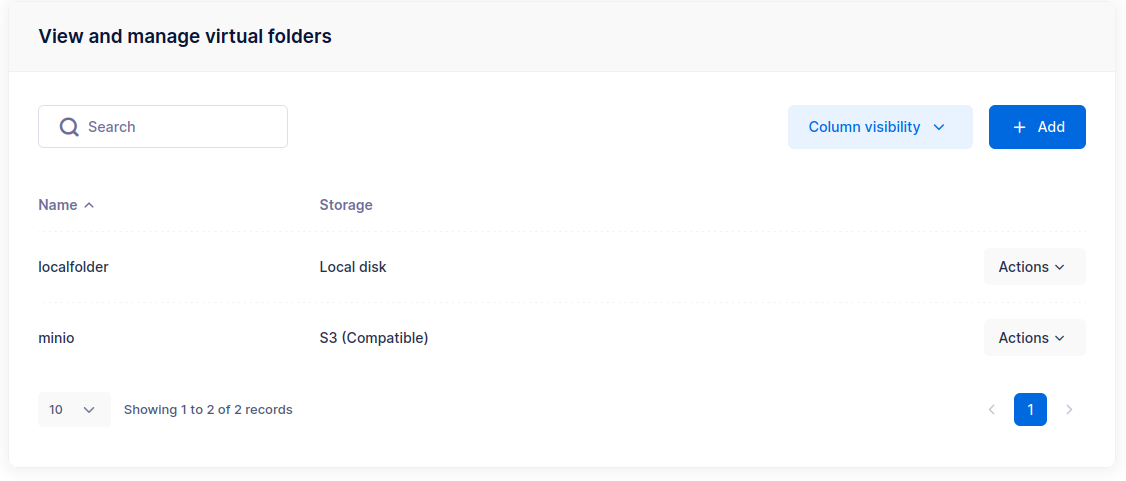 View and manage virtual folders
Search
Column visibility
+ Add
Name
Storage
localfolder
Local disk
Actions
minio
S3 (Compatible)
Actions
10
Showing 1 to 2 of 2 records
1